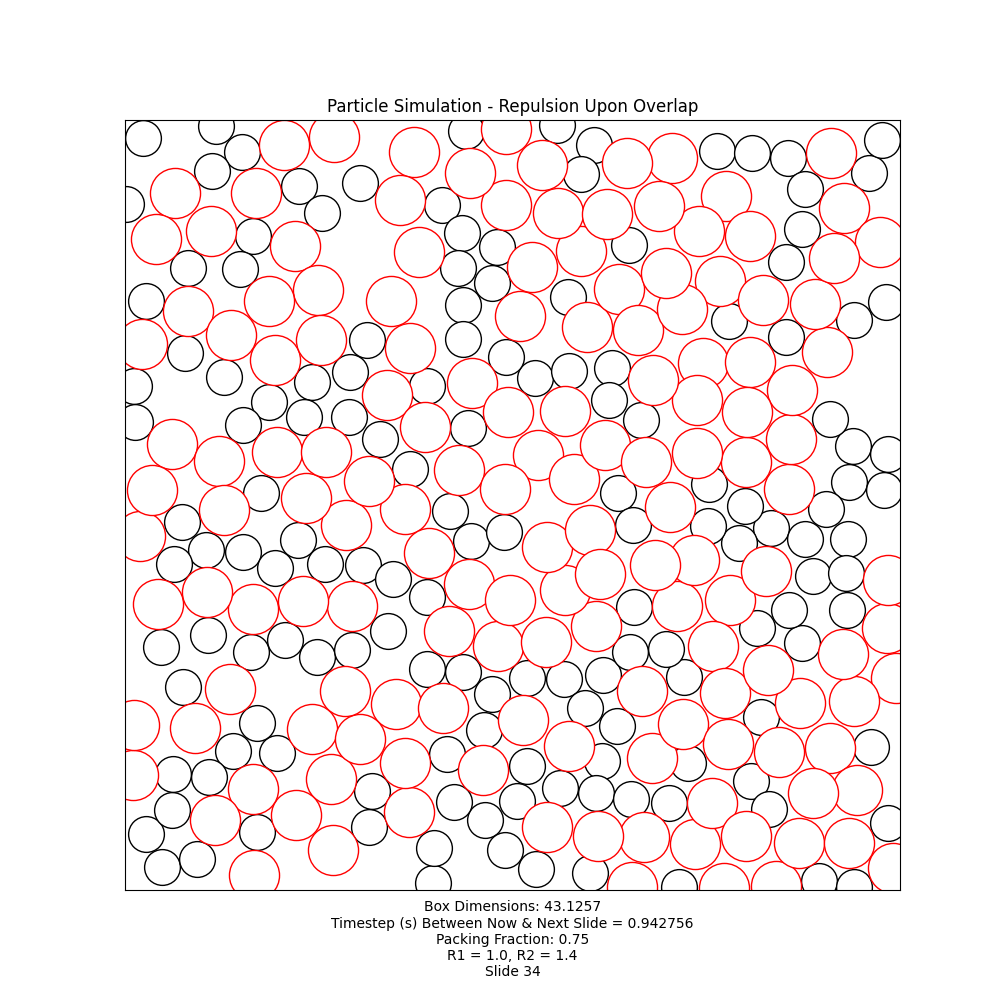 Particle Simulation - Repulsion Upon Overlap
Box Dimensions: 43.1257
Timestep (s) Between Now & Next Slide = 0.942756
Packing Fraction: 0.75
R1 = 1.0, R2 = 1.4
Slide 34